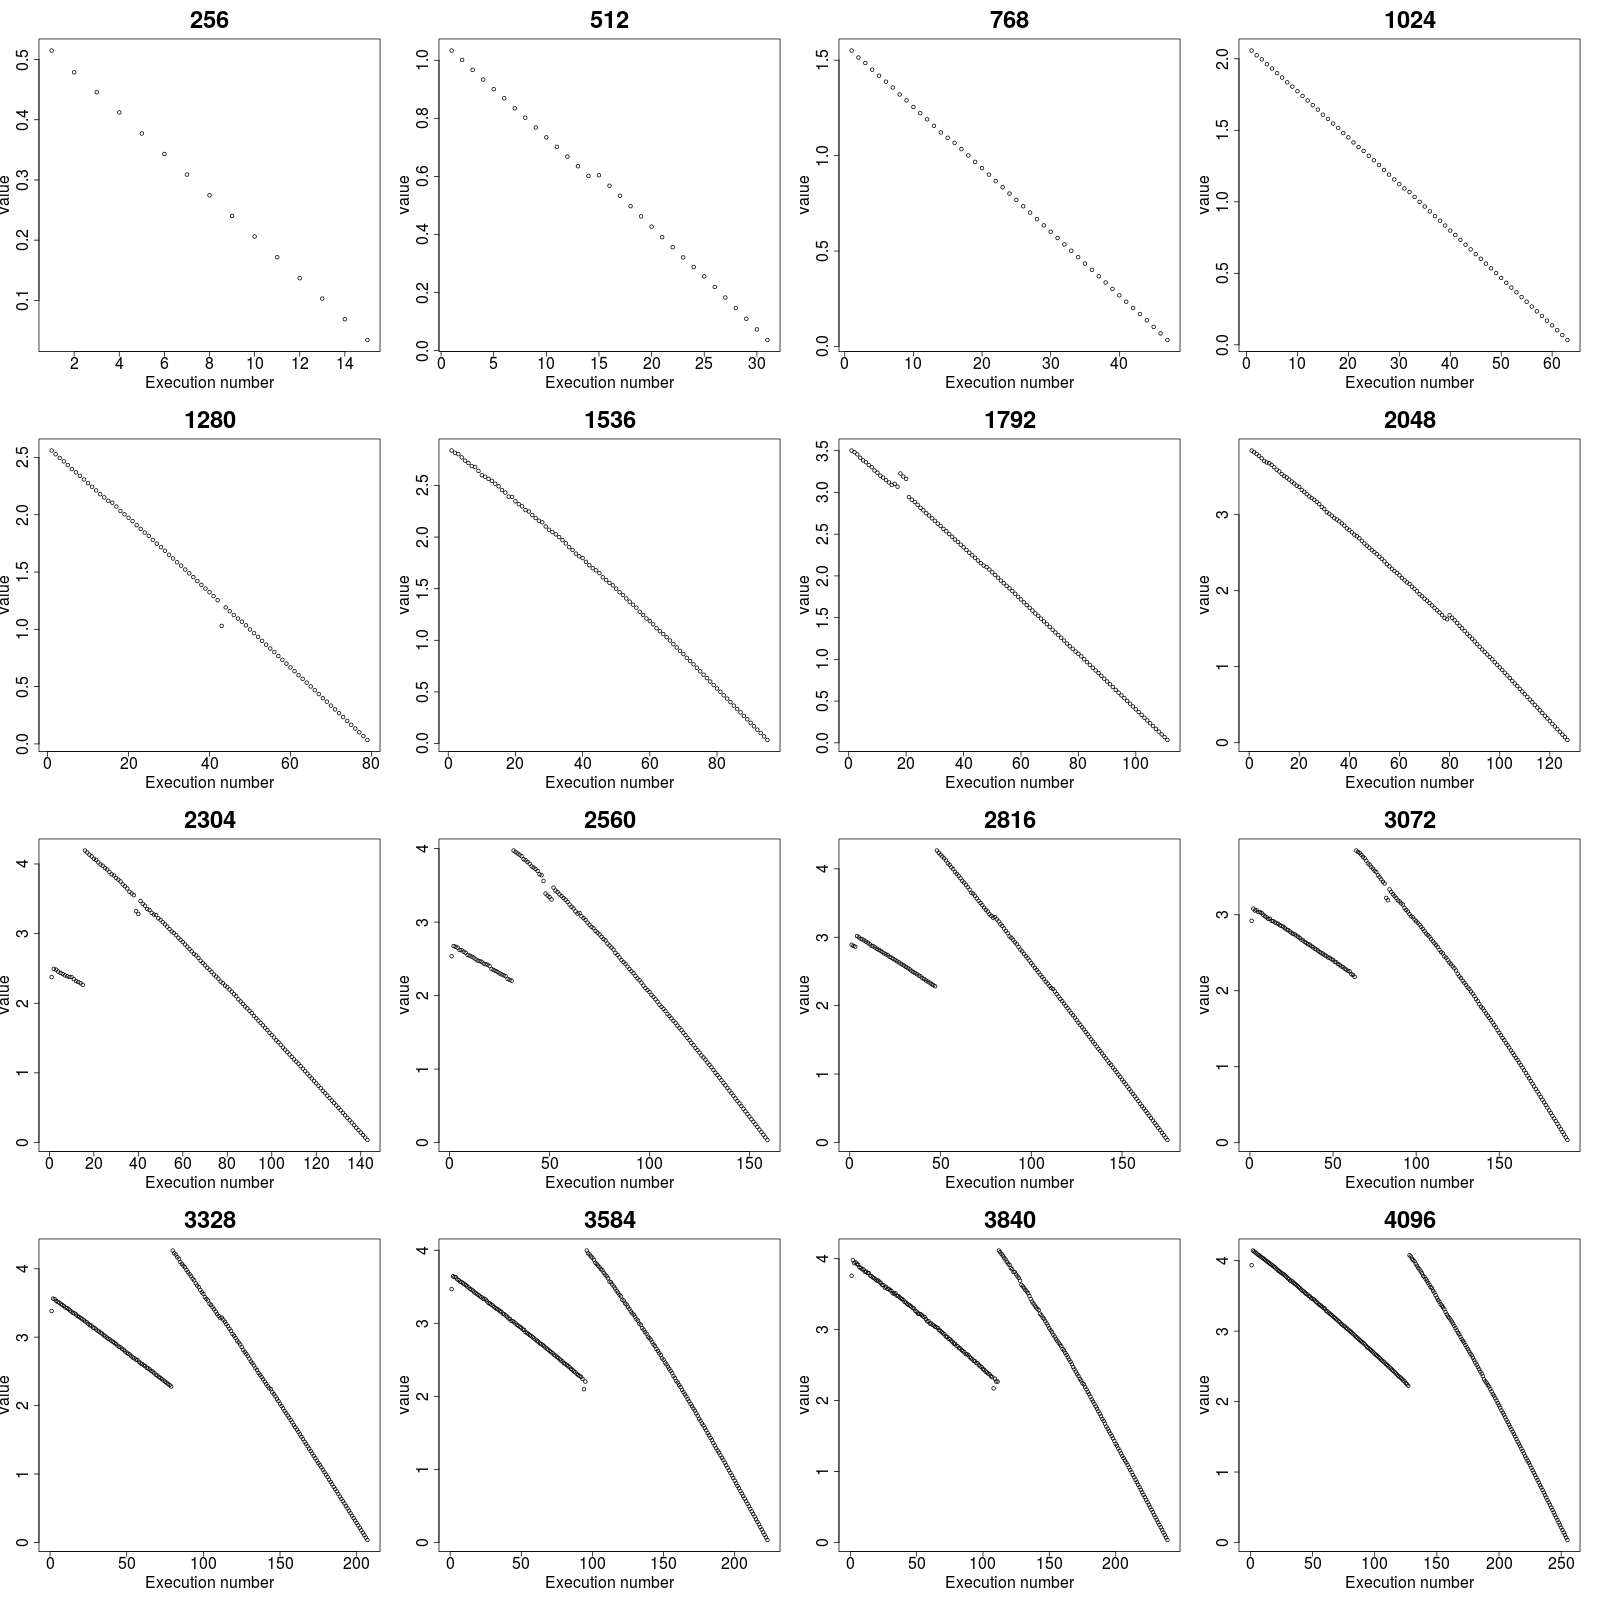 256 512 768 1024
0.1 0.2 0.3 0.4 0.5 0.0 0.2 0.4 0.6 0.8 1.0 0.0 0.5 1.0 1.5 0.0 0.5 1.0 1.5 2.0
value value value value
2 4 6 8 10 12 14 0 5 10 15 20 25 30 0 10 20 30 40 0 10 20 30 40 50 60
Execution number Execution number Execution number Execution number
1280 1536 1792 2048
0.0 0.5 1.0 1.5 2.0 2.5 0.0 0.5 1.0 1.5 2.0 2.5 0.0 0.5 1.0 1.5 2.0 2.5 3.0 3.5 0 1 2 3
value value value value
0 20 40 60 80 0 20 40 60 80 0 20 40 60 80 100 0 20 40 60 80 100 120
Execution number Execution number Execution number Execution number
2304 2560 2816 3072
0 1 2 3 4 0 1 2 3 4 0 1 2 3 4 0 1 2 3
value value value value
0 20 40 60 80 100 120 140 0 50 100 150 0 50 100 150 0 50 100 150
Execution number Execution number Execution number Execution number
3328 3584 3840 4096
0 1 2 3 4 0 1 2 3 4 0 1 2 3 4 0 1 2 3 4
value value value value
0 50 100 150 200 0 50 100 150 200 0 50 100 150 200 0 50 100 150 200 250
Execution number Execution number Execution number Execution number